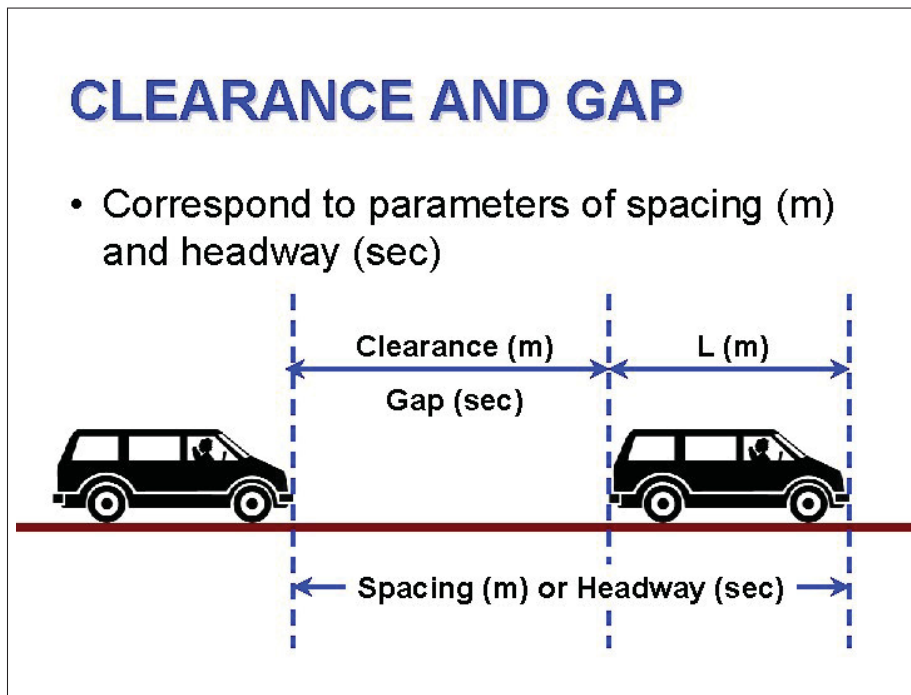 CLEARANCE AND GAP
• Correspond to parameters of spacing (m)
and headway (sec)
Clearance (m)
L (m)
Gap (sec)
Spacing (m) or Headway (sec)